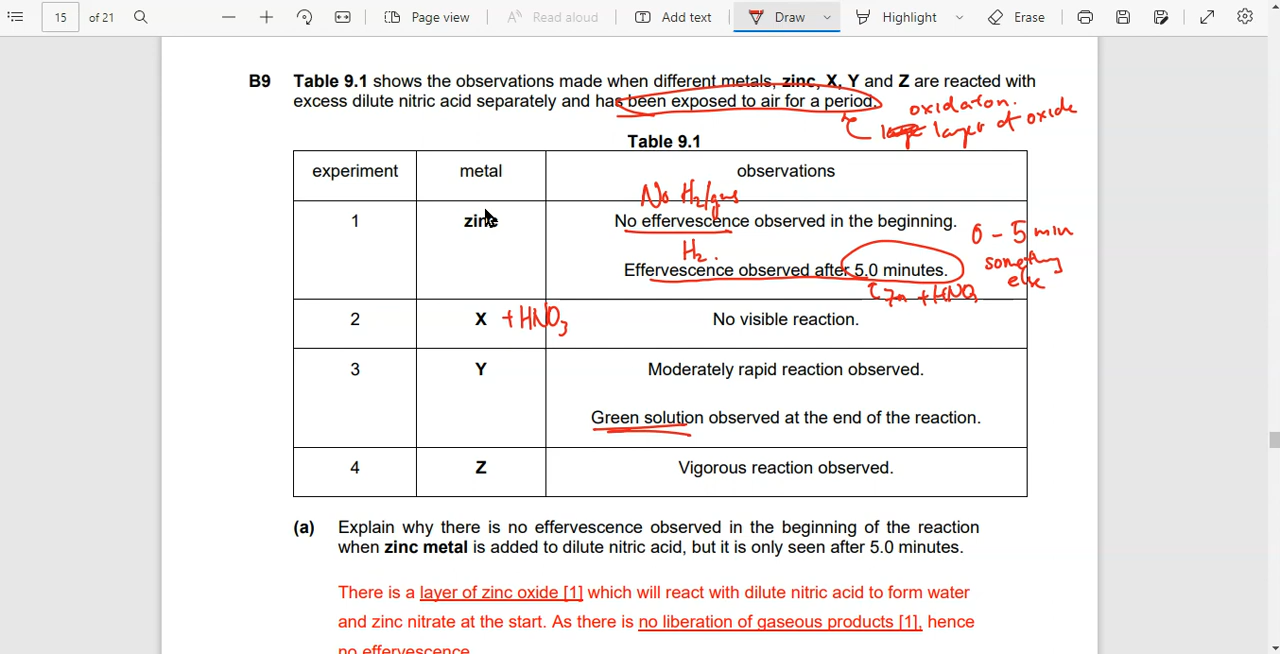 15 of 21 Page view Read aloud Add text Draw Highlight Erase
B9 Table 9.1 shows the observations made when different metals, zinc, X, Y and Z are reacted with
excess dilute nitric acid separately and has been exposed to air for a period.
oxidaton.
layer of oxide
Table 9.1
experiment metal observations
No H2/gas
1 zinc No effervescence observed in the beginning.
0 - 5 min
something
else
H2.
Effervescence observed after 5.0 minutes.
Zn + HNO3
2 X + HNO3 No visible reaction.
3 Y Moderately rapid reaction observed.
Green solution observed at the end of the reaction.
4 Z Vigorous reaction observed.
(a) Explain why there is no effervescence observed in the beginning of the reaction
when zinc metal is added to dilute nitric acid, but it is only seen after 5.0 minutes.
There is a layer of zinc oxide [1] which will react with dilute nitric acid to form water
and zinc nitrate at the start. As there is no liberation of gaseous products [1], hence
no effervescence